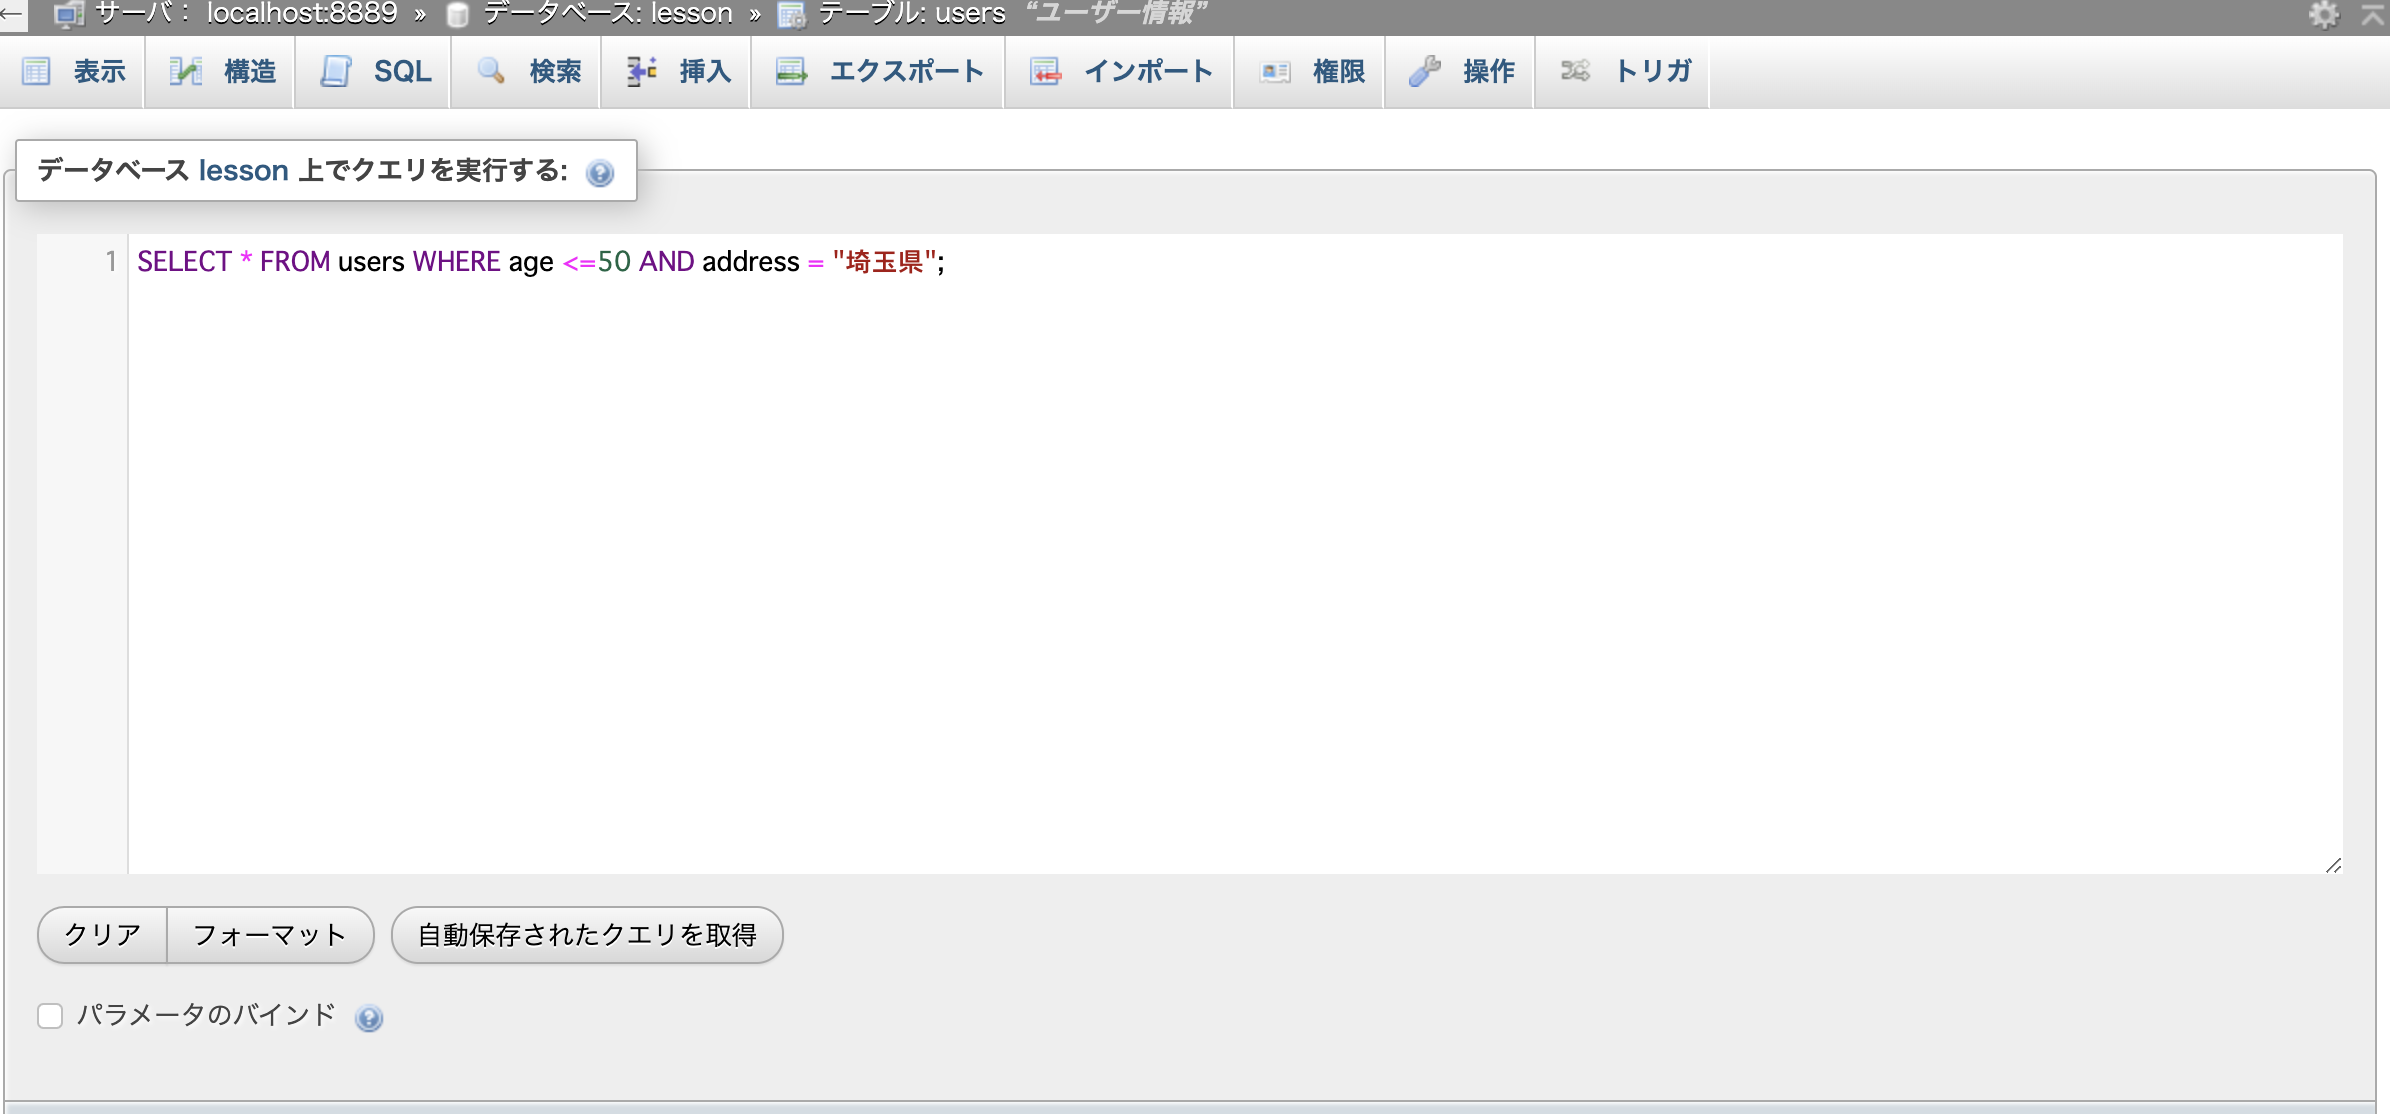 サーバ： localhost:8889 » データベース: lesson » テーブル: users “ユーザー情報”
表示 構造 SQL 検索 挿入 エクスポート インポート 権限 操作 トリガ
データベース lesson 上でクエリを実行する:
1 SELECT * FROM users WHERE age <=50 AND address = "埼玉県";
クリア フォーマット 自動保存されたクエリを取得
パラメータのバインド